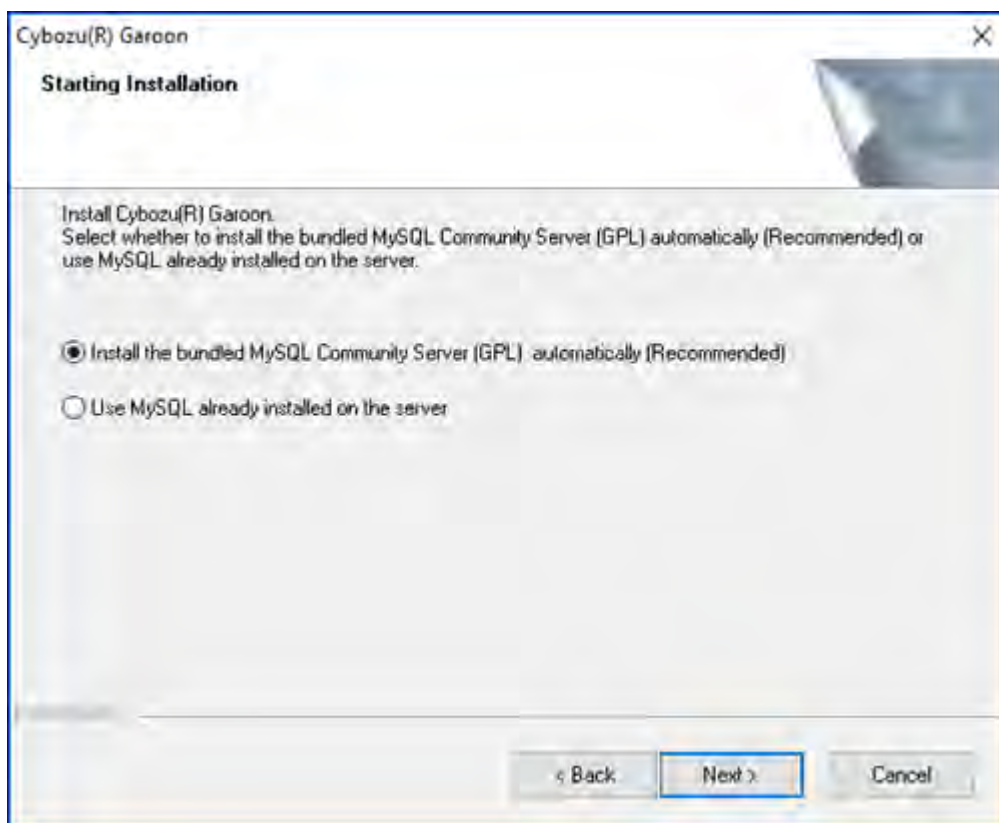 Cybozu(R) Garoon
Starting Installation
Install Cybozu(R) Garoon.
Select whether to install the bundled MySQL Community Server (GPL) automatically (Recommended) or
use MySQL already installed on the server.
Install the bundled MySQL Community Server (GPL) automatically (Recommended)
Use MySQL already installed on the server
< Back
Next >
Cancel